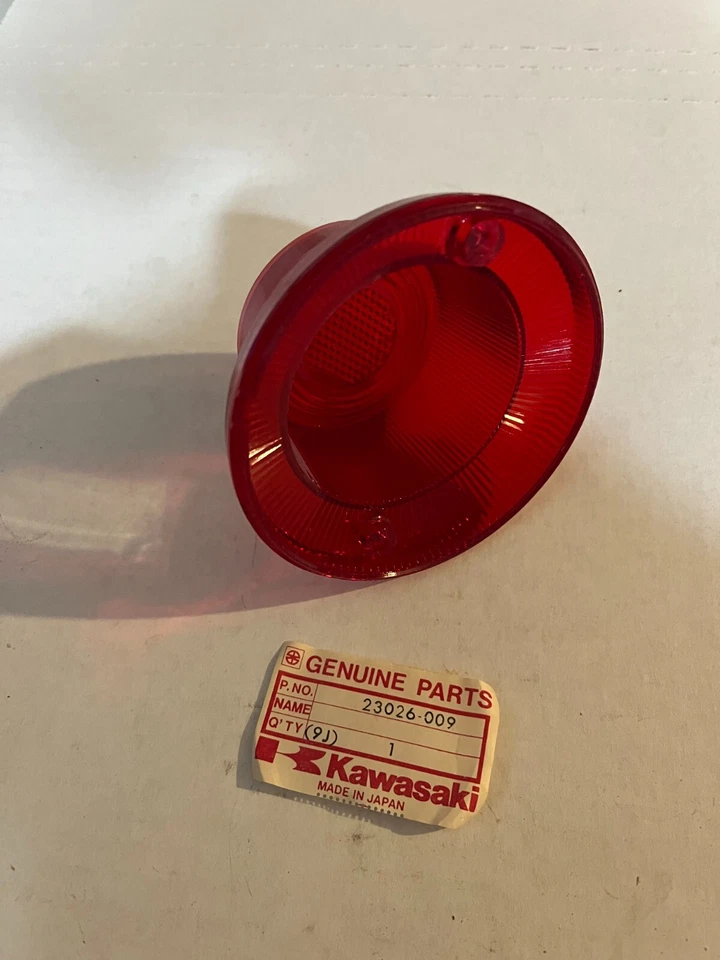 GENUINE PARTS
P.NO. 23026-009
NAME
Q'TY (9J) 1
Kawasaki
MADE IN JAPAN